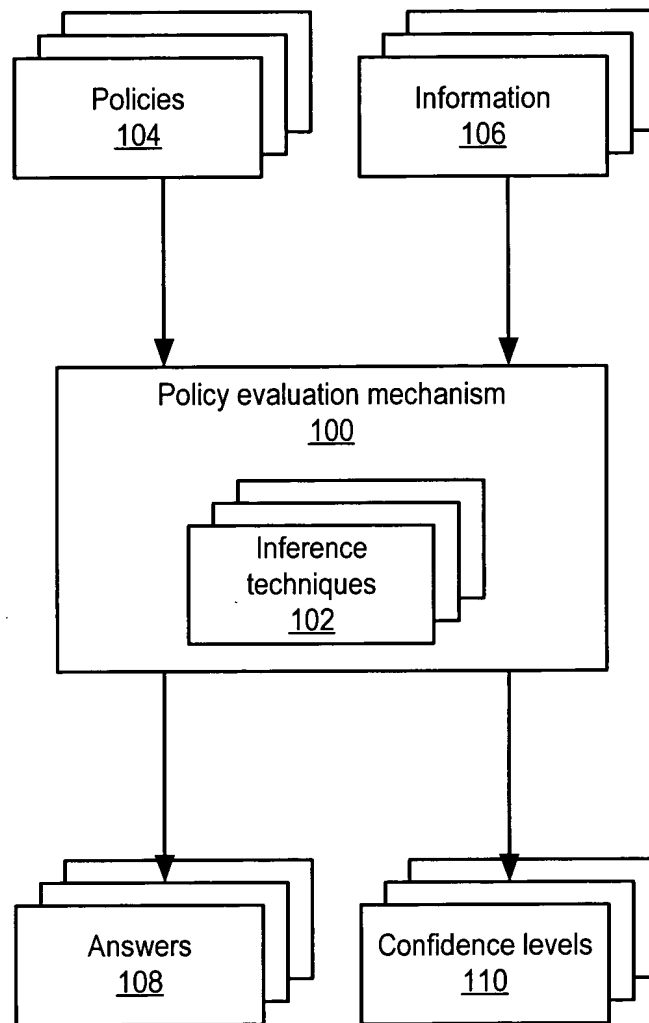 Policies
104
Information
106
Policy evaluation mechanism
100
Inference
techniques
102
Answers
108
Confidence levels
110